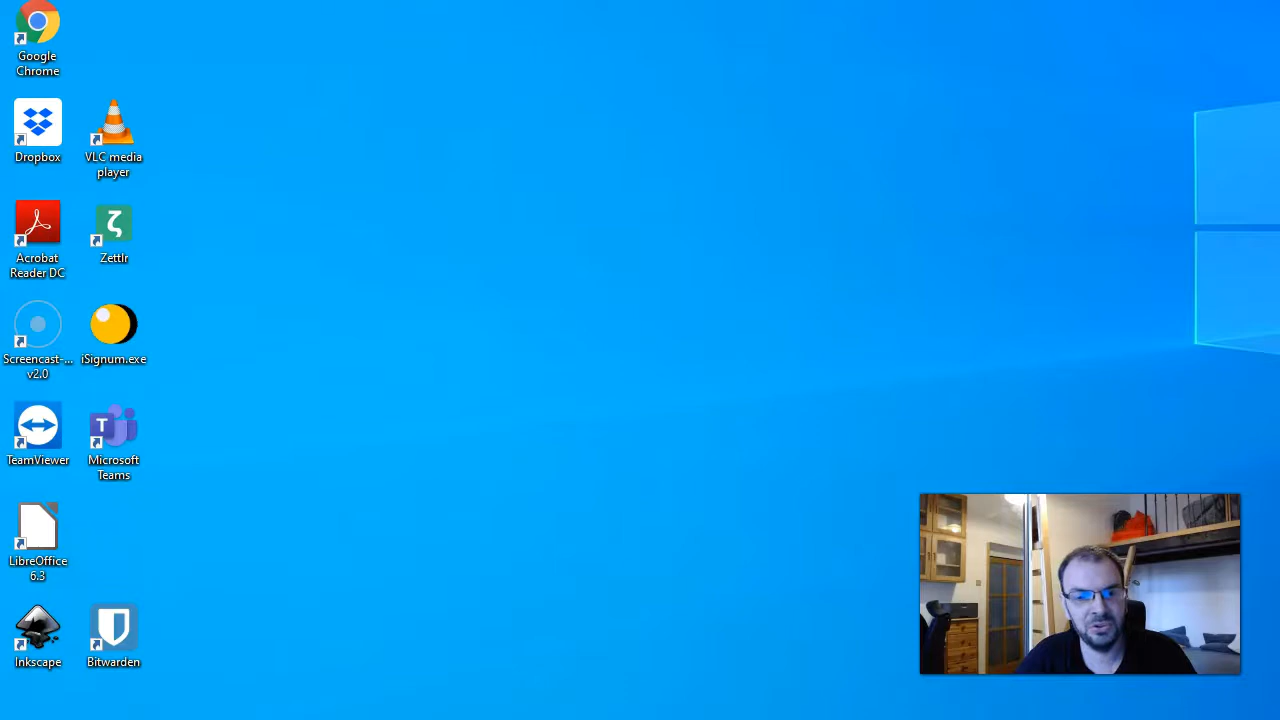 Google
Chrome
Dropbox
VLC media
player
Acrobat
Reader DC
ζ
Zettlr
Screencast-...
v2.0
iSignum.exe
TeamViewer
T
Microsoft
Teams
LibreOffice
6.3
Inkscape
Bitwarden